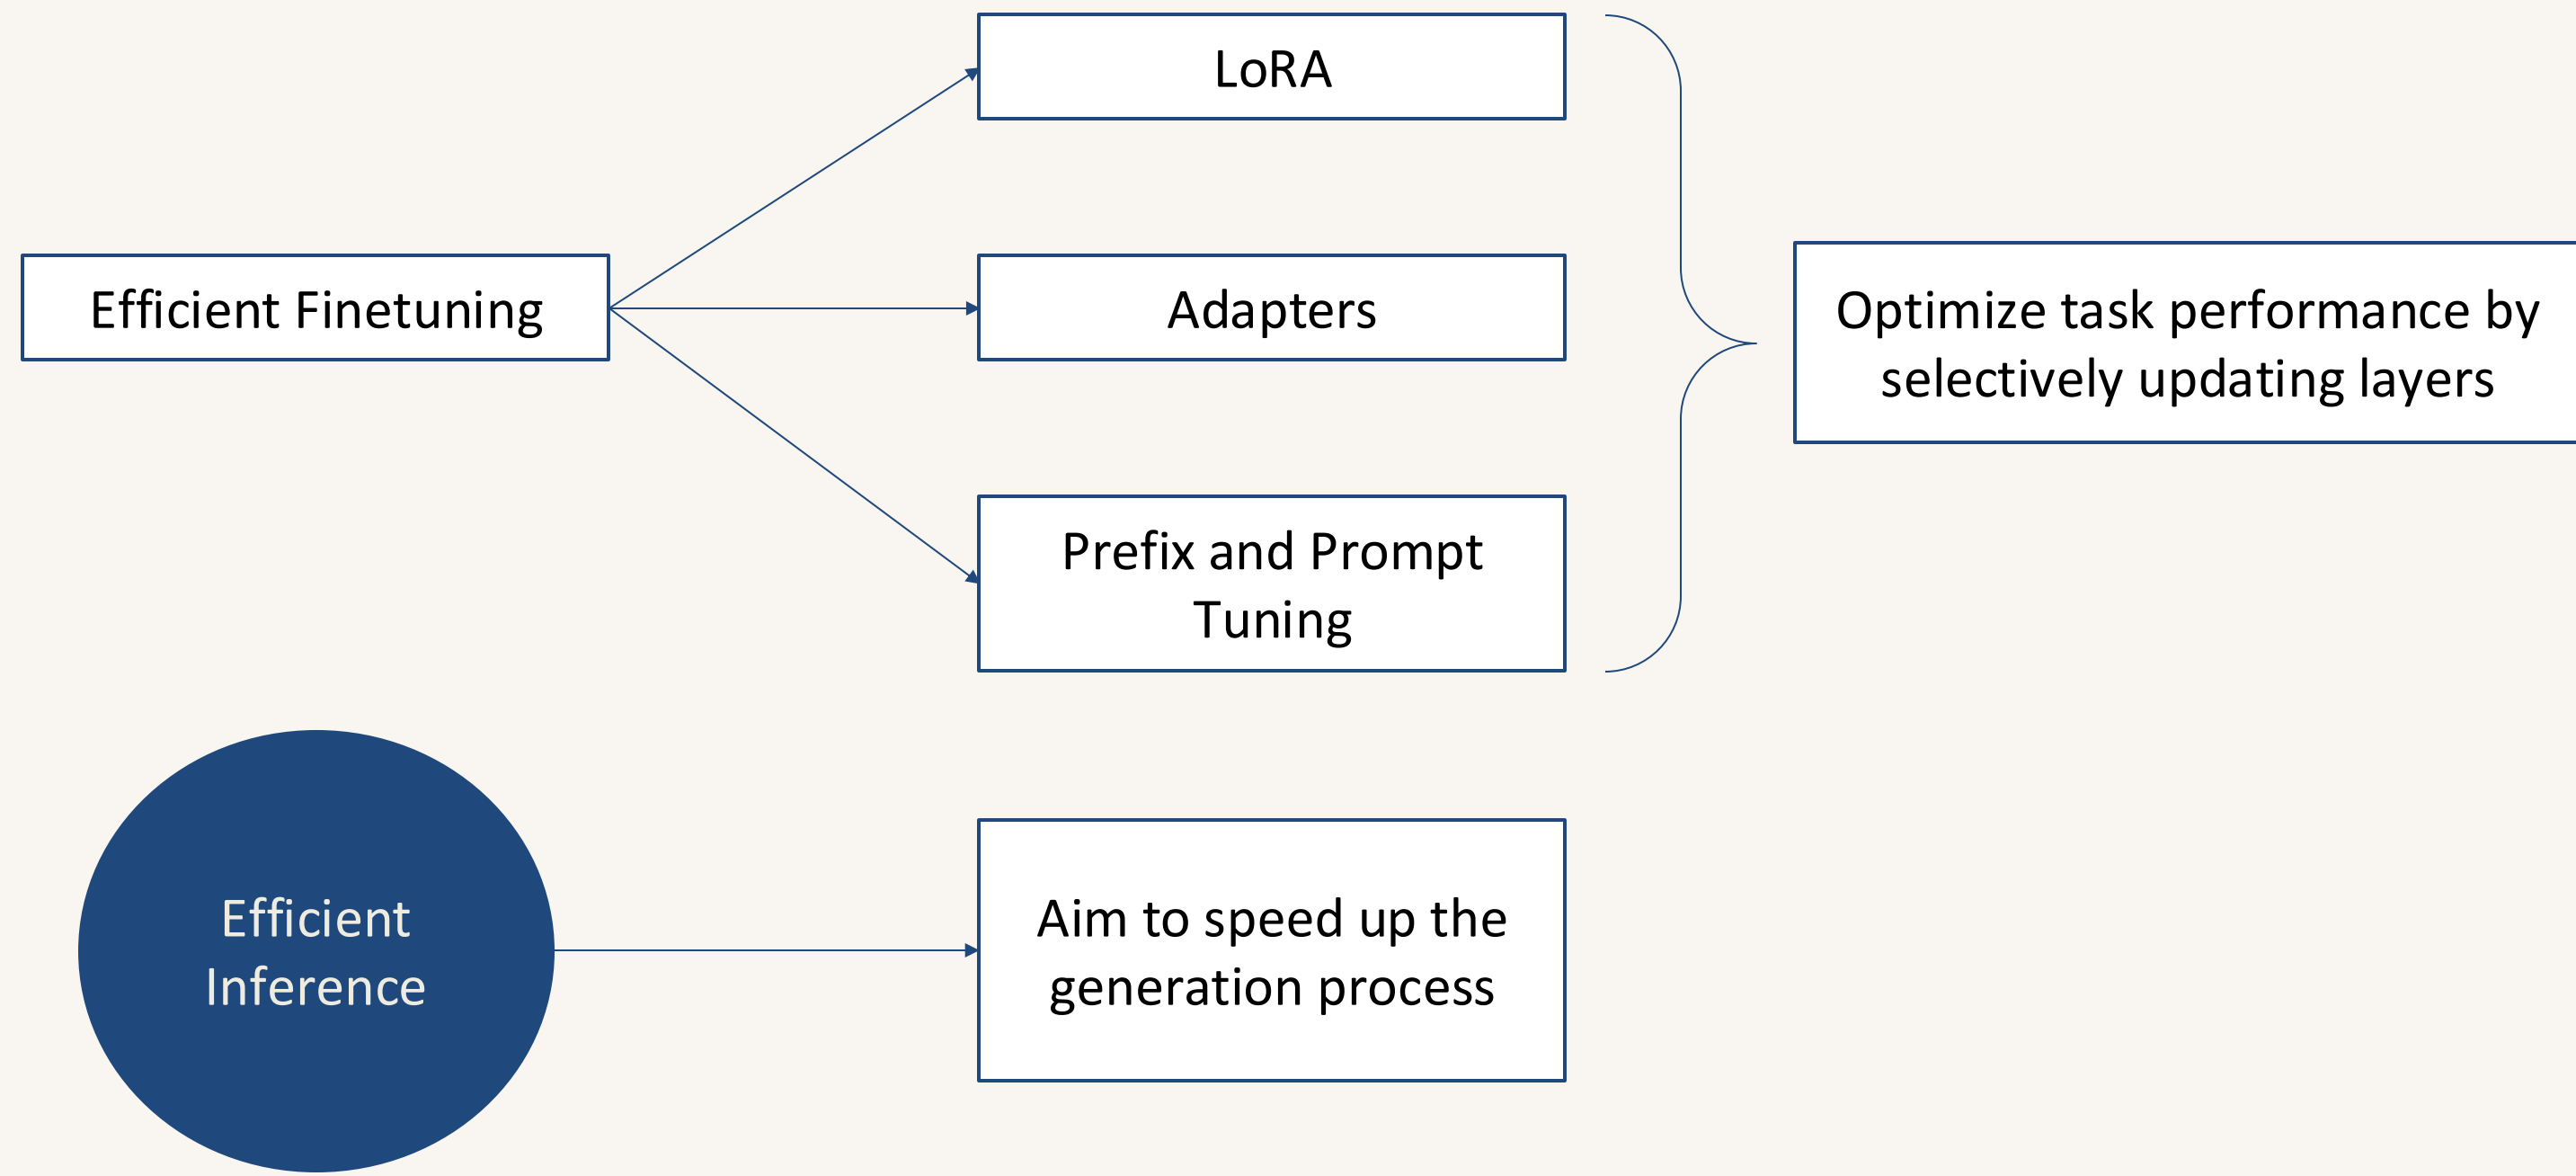 LoRA
Efficient Finetuning
Adapters
Optimize task performance by
selectively updating layers
Prefix and Prompt
Tuning
Efficient
Inference
Aim to speed up the
generation process